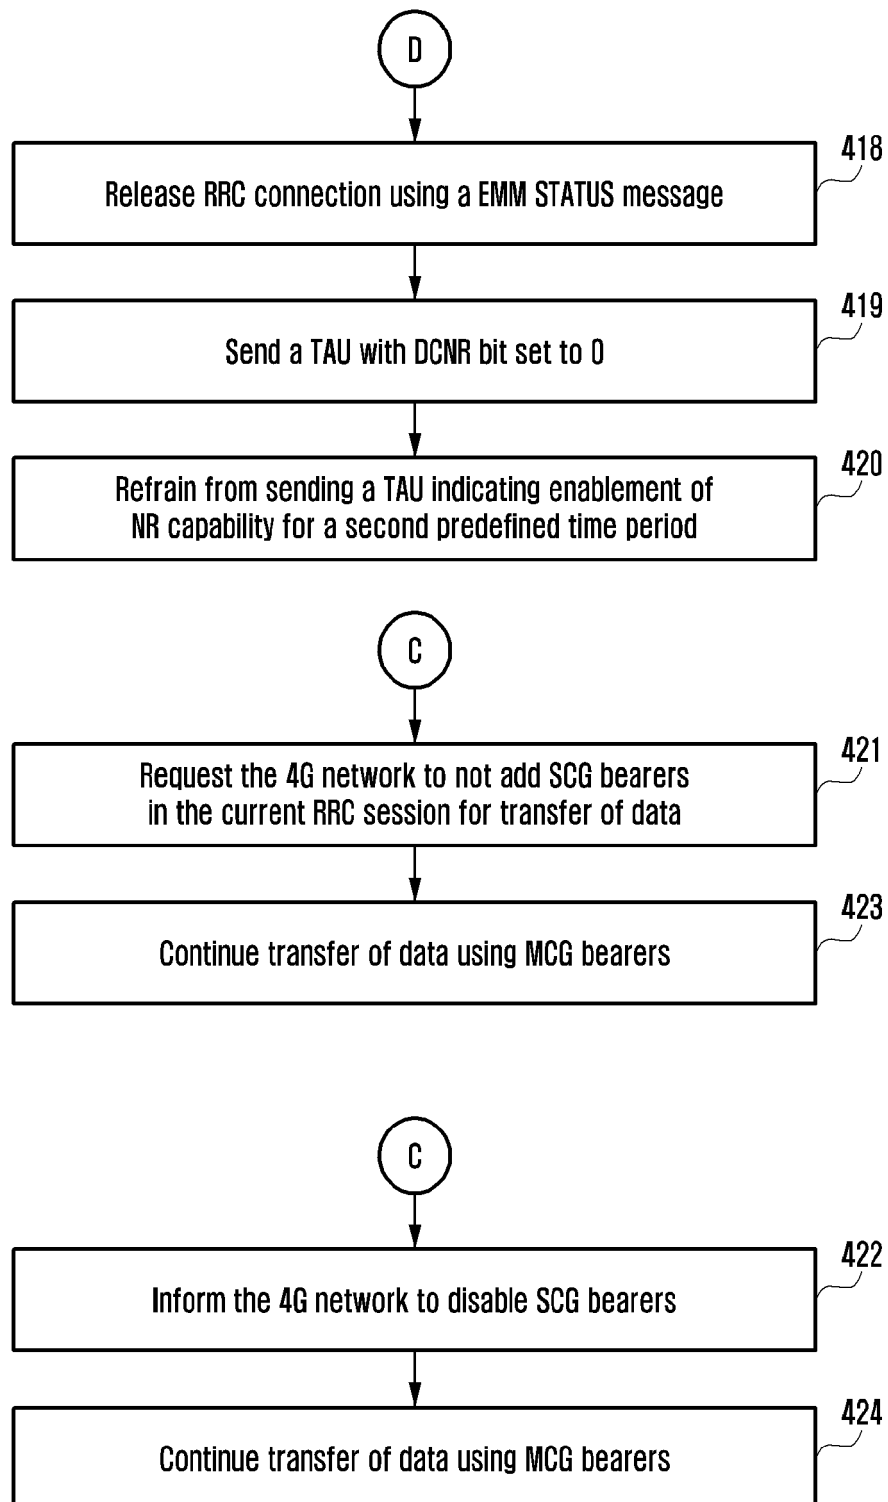 D
418
Release RRC connection using a EMM STATUS message
419
Send a TAU with DCNR bit set to 0
420
Refrain from sending a TAU indicating enablement of
NR capability for a second predefined time period
C
421
Request the 4G network to not add SCG bearers
in the current RRC session for transfer of data
423
Continue transfer of data using MCG bearers
C
422
Inform the 4G network to disable SCG bearers
424
Continue transfer of data using MCG bearers